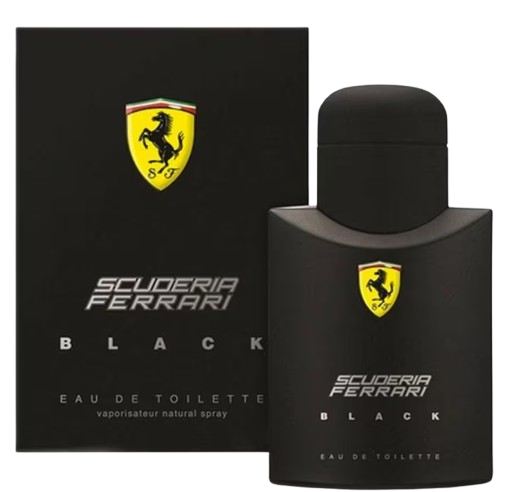 S F
SCUDERIA
FERRARI
BLACK
EAU DE TOILETTE
vaporisateur natural spray
S F
SCUDERIA
FERRARI
BLACK
EAU DE TOILETTE